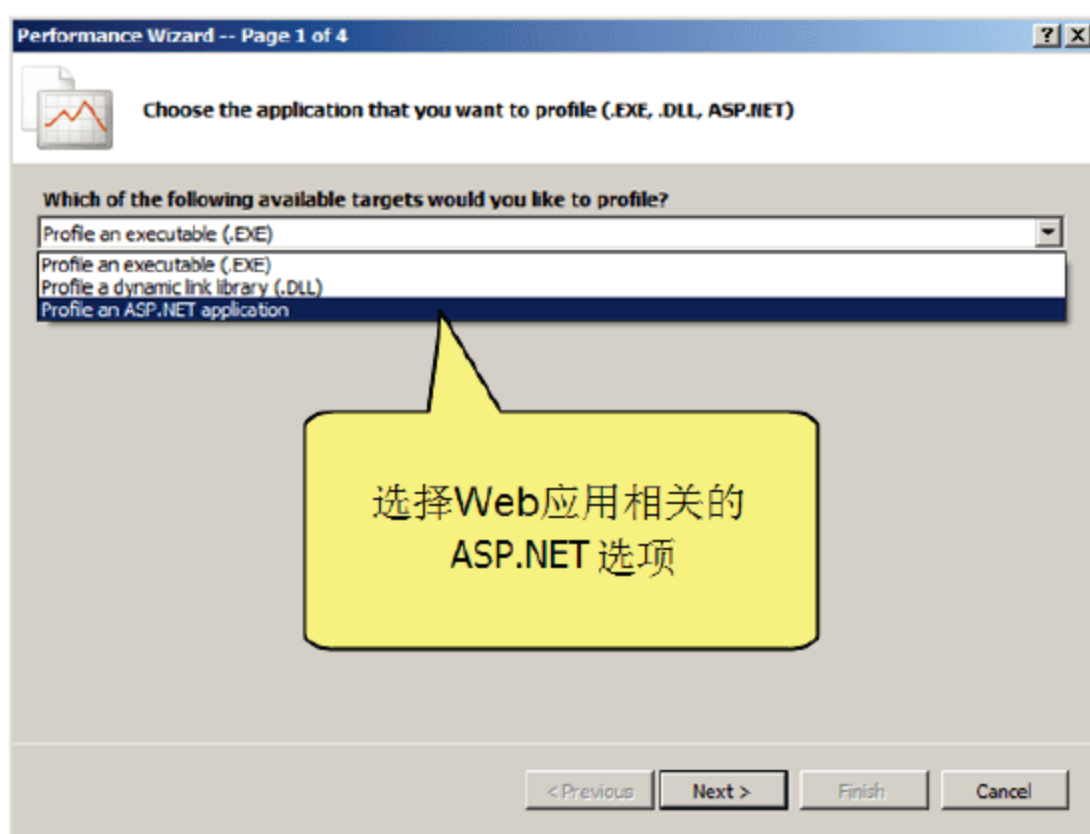 Performance Wizard -- Page 1 of 4
Choose the application that you want to profile (.EXE, .DLL, ASP.NET)
Which of the following available targets would you like to profile?
Profile an executable (.EXE)
Profile an executable (.EXE)
Profile a dynamic link library (.DLL)
Profile an ASP.NET application
选择Web应用相关的
ASP.NET 选项
< Previous
Next >
Finish
Cancel